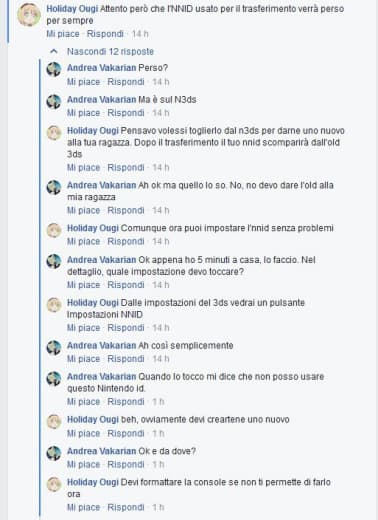 Holiday Ougi Attento però che l'NNID usato per il trasferimento verrà perso
per sempre
Mi piace · Rispondi · 14 h
Nascondi 12 risposte
Andrea Vakarian Perso?
Mi piace · Rispondi · 14 h
Andrea Vakarian Ma è sul N3ds
Mi piace · Rispondi · 14 h
Holiday Ougi Pensavo volessi toglierlo dal n3ds per darne uno nuovo
alla tua ragazza. Dopo il trasferimento il tuo nnid scomparirà dall'old
3ds
Mi piace · Rispondi · 14 h
Andrea Vakarian Ah ok ma quello lo so. No, no devo dare l'old alla
mia ragazza
Mi piace · Rispondi · 14 h
Holiday Ougi Comunque ora puoi impostare l'nnid senza problemi
Mi piace · Rispondi · 14 h
Andrea Vakarian Ok appena ho 5 minuti a casa, lo faccio. Nel
dettaglio, quale impostazione devo toccare?
Mi piace · Rispondi · 14 h
Holiday Ougi Dalle impostazioni del 3ds vedrai un pulsante
Impostazioni NNID
Mi piace · Rispondi · 14 h
Andrea Vakarian Ah così semplicemente
Mi piace · Rispondi · 14 h
Andrea Vakarian Quando lo tocco mi dice che non posso usare
questo Nintendo id.
Mi piace · Rispondi · 1 h
Holiday Ougi beh, ovviamente devi creartene uno nuovo
Mi piace · Rispondi · 1 h
Andrea Vakarian Ok e da dove?
Mi piace · Rispondi · 1 h
Holiday Ougi Devi formattare la console se non ti permette di farlo
ora
Mi piace · Rispondi · 1 h